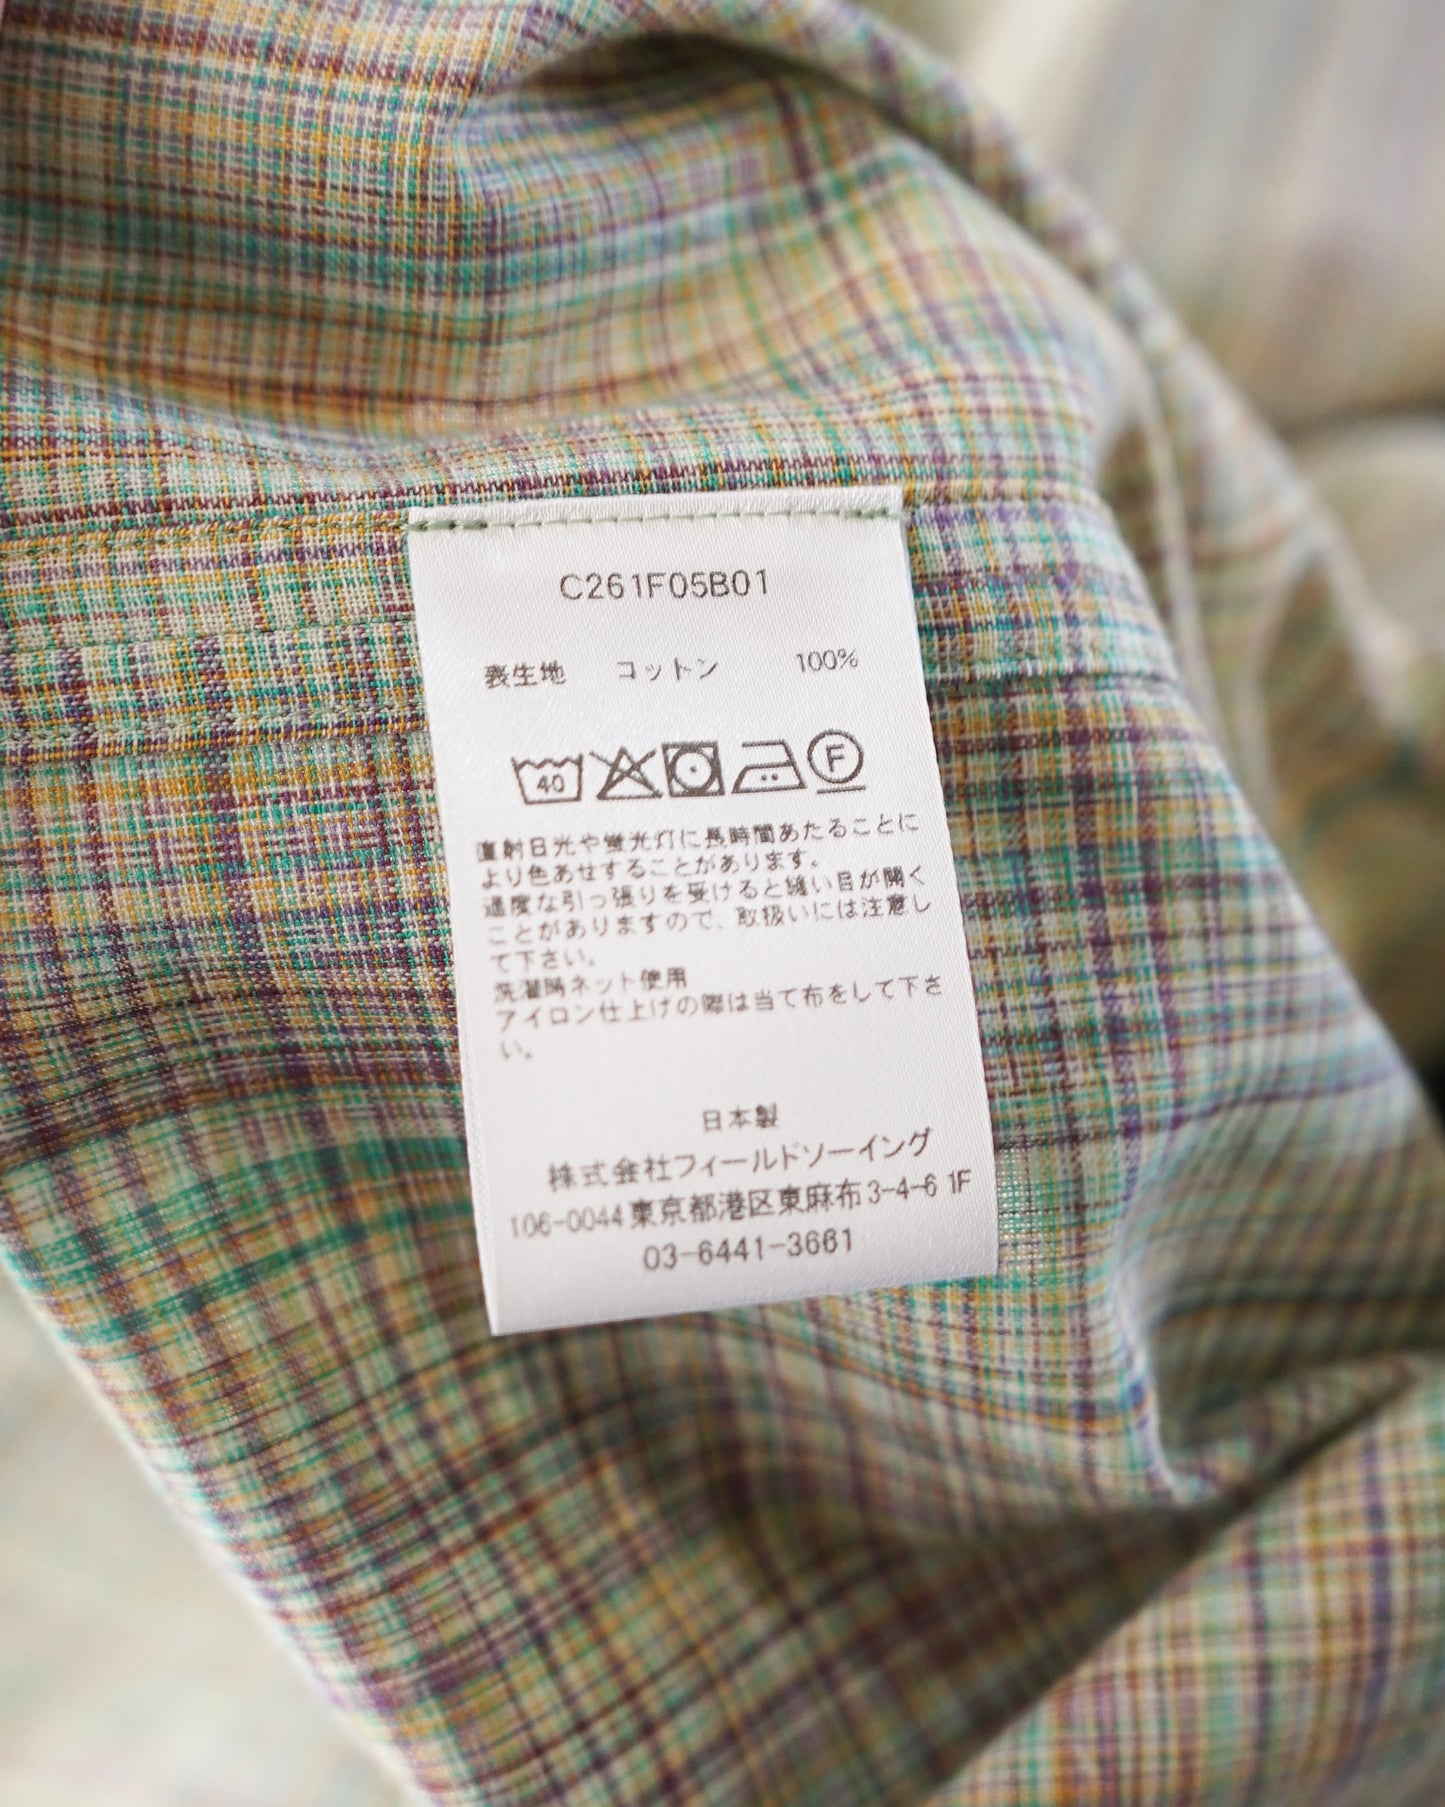 C261F05B01
表生地 コットン 100%
40 F
直射日光や蛍光灯に長時間あたることに
より色あせすることがあります。
過度な引っ張りを受けると縫い目が開く
ことがありますので、取扱いには注意し
て下さい。
洗濯時ネット使用
アイロン仕上げの際は当て布をして下さ
い。
日本製
株式会社フィールドソーイング
106-0044東京都港区東麻布3-4-6 1F
03-6441-3661